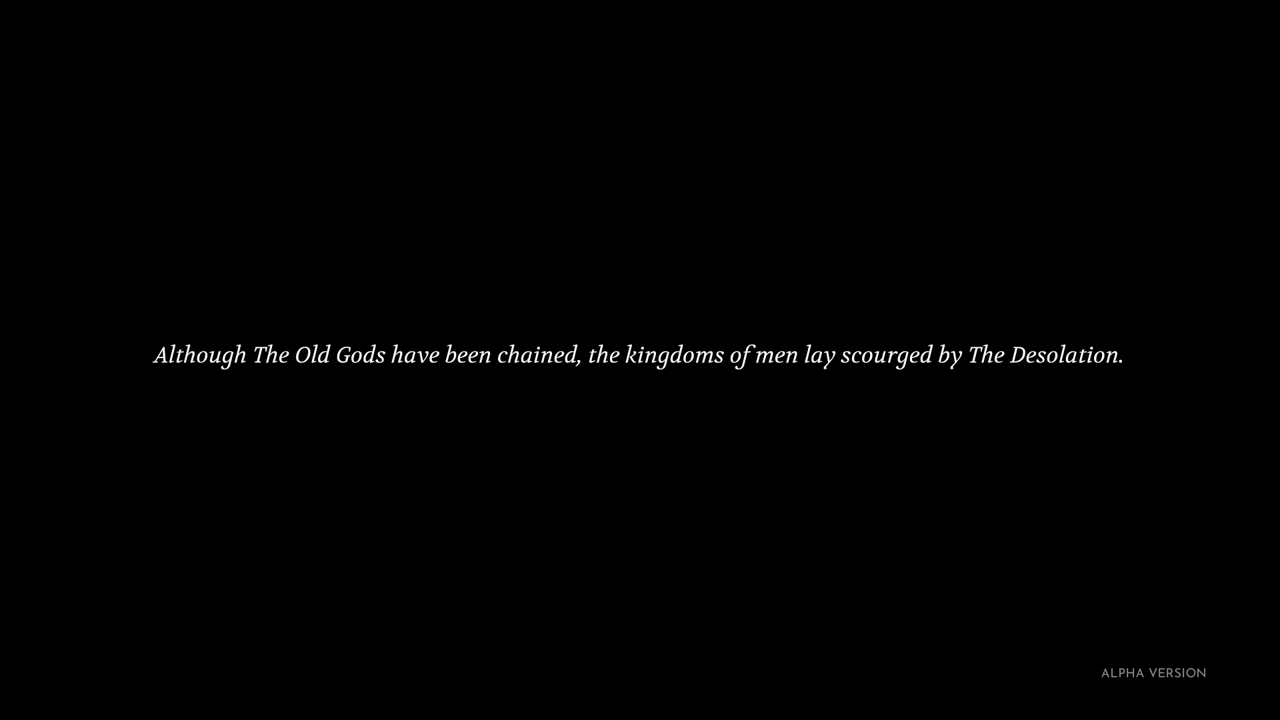 Although The Old Gods have been chained, the kingdoms of men lay scourged by The Desolation.
ALPHA VERSION